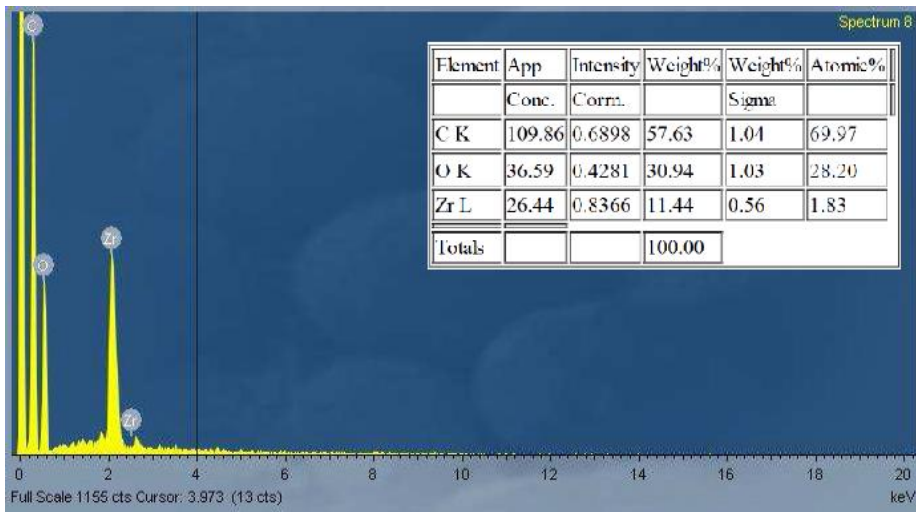 Spectrum 8
Element App Intensity Weight% Weight% Atomic%
Conc. Corrn. Sigma
C K 109.86 0.6898 57.63 1.04 69.97
O K 36.59 0.4281 30.94 1.03 28.20
Zr L 26.44 0.8366 11.44 0.56 1.83
Totals 100.00
C
O
Zr
Zr
0 2 4 6 8 10 12 14 16 18 20
Full Scale 1155 cts Cursor: 3.973 (13 cts) keV